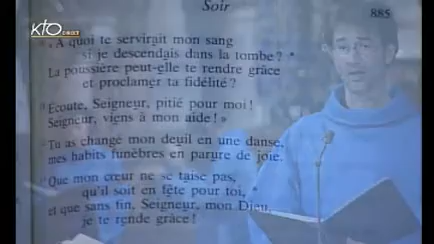 Soir
885
KTO
DIRECT
« A quoi te servirait mon sang
si je descendais dans la tombe ? *
La poussière peut-elle te rendre grâce
et proclamer ta fidélité ?
Écoute, Seigneur, pitié pour moi !
Seigneur, viens à mon aide ! »
Tu as changé mon deuil en une danse,
mes habits funèbres en parure de joie.
Que mon cœur ne se taise pas,
qu'il soit en fête pour toi,
et que sans fin, Seigneur, mon Dieu,
je te rende grâce !